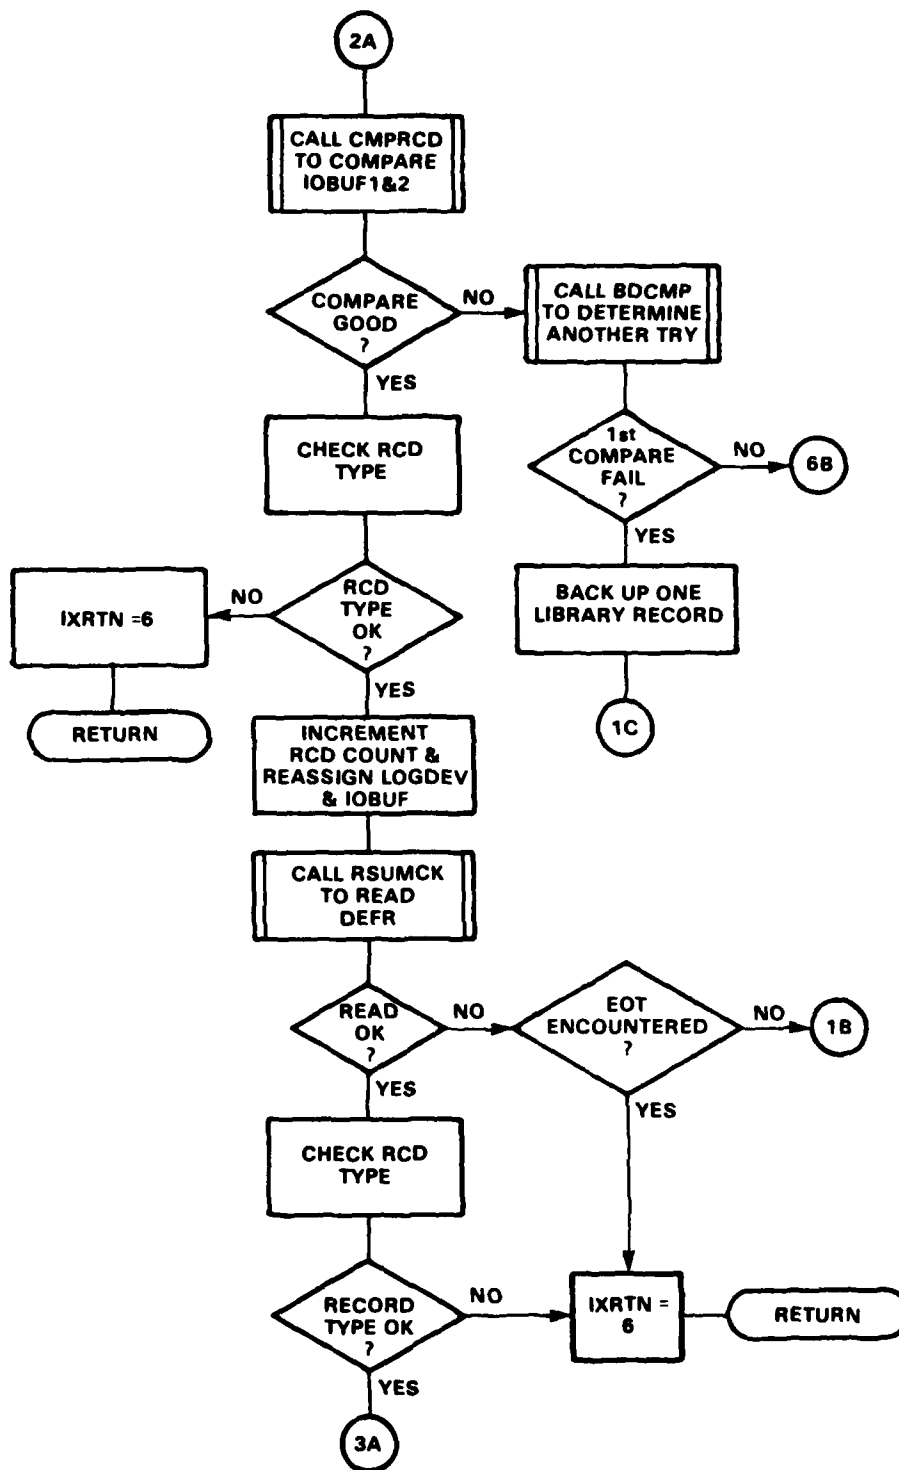 2A
CALL CMPRCD
TO COMPARE
IOBUF1&2
COMPARE
GOOD
?
NO
CALL BDCMP
TO DETERMINE
ANOTHER TRY
YES
CHECK RCD
TYPE
1st
COMPARE
FAIL
?
NO
6B
YES
BACK UP ONE
LIBRARY RECORD
1C
RCD
TYPE
OK
?
NO
IXRTN =6
RETURN
YES
INCREMENT
RCD COUNT &
REASSIGN LOGDEV
& IOBUF
CALL RSUMCK
TO READ
DEFR
READ
OK
?
NO
EOT
ENCOUNTERED
?
NO
1B
YES
YES
CHECK RCD
TYPE
RECORD
TYPE OK
?
NO
IXRTN =
6
RETURN
YES
3A